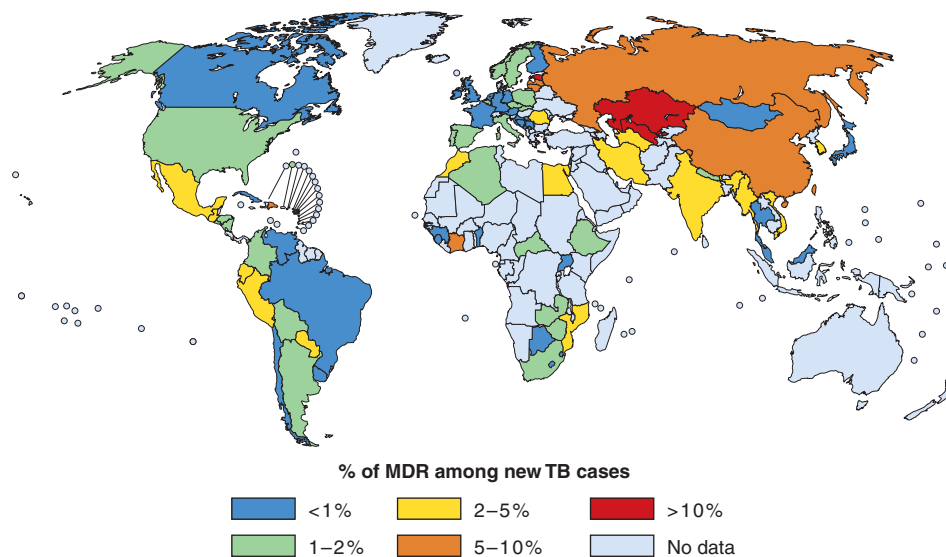 % of MDR among new TB cases
<1% 2–5% >10%
1–2% 5–10% No data